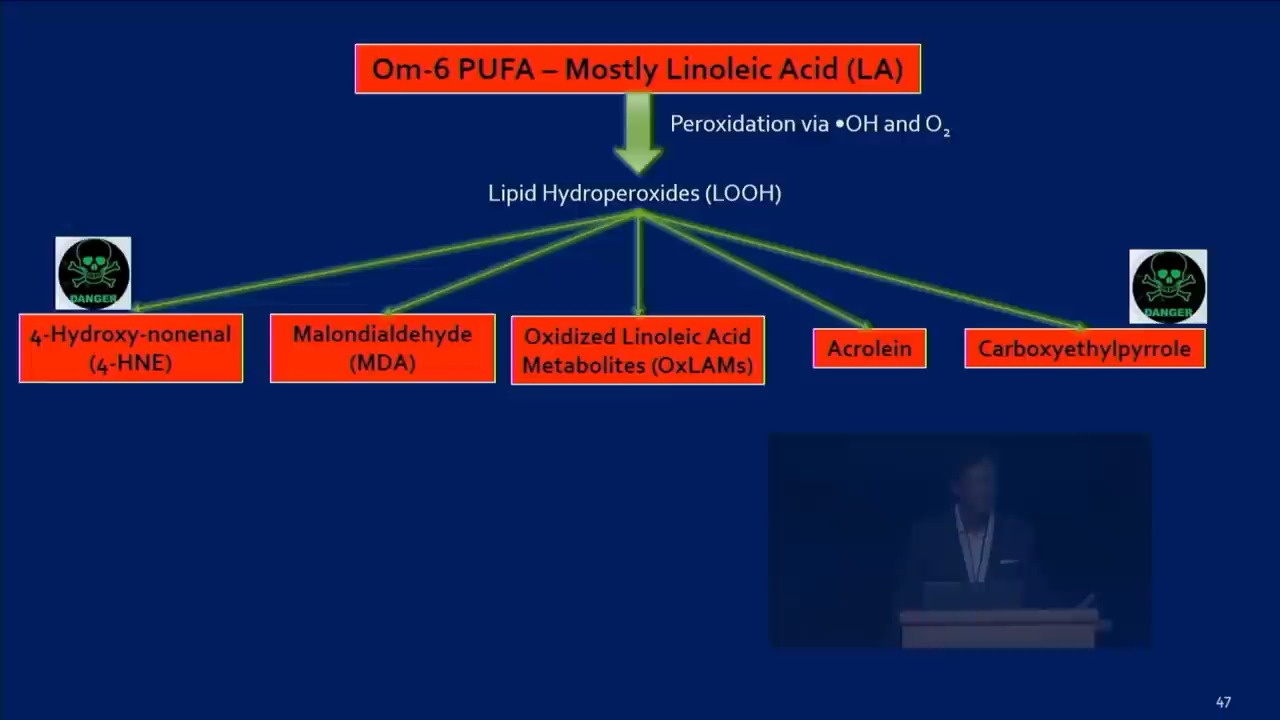 Om-6 PUFA – Mostly Linoleic Acid (LA)
Peroxidation via •OH and O₂
Lipid Hydroperoxides (LOOH)
DANGER
DANGER
4-Hydroxy-nonenal
(4-HNE)
Malondialdehyde
(MDA)
Oxidized Linoleic Acid
Metabolites (OxLAMs)
Acrolein
Carboxyethylpyrrole
47